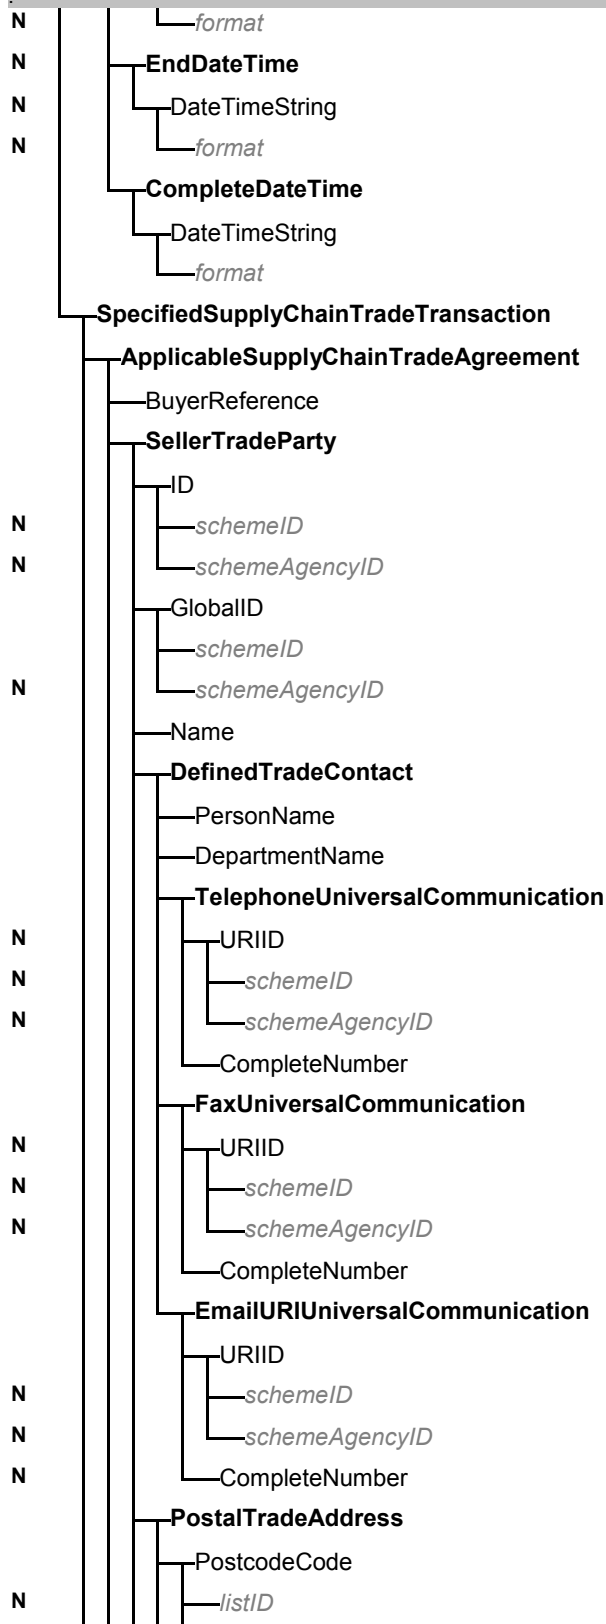 N format
N EndDateTime
N DateTimeString
N format
CompleteDateTime
DateTimeString
format
SpecifiedSupplyChainTradeTransaction
ApplicableSupplyChainTradeAgreement
BuyerReference
SellerTradeParty
ID
N schemeID
N schemeAgencyID
GlobalID
schemeID
N schemeAgencyID
Name
DefinedTradeContact
PersonName
DepartmentName
TelephoneUniversalCommunication
N URIID
N schemeID
N schemeAgencyID
CompleteNumber
FaxUniversalCommunication
N URIID
N schemeID
N schemeAgencyID
CompleteNumber
EmailURIUniversalCommunication
URIID
N schemeID
N schemeAgencyID
N CompleteNumber
PostalTradeAddress
PostcodeCode
N listID